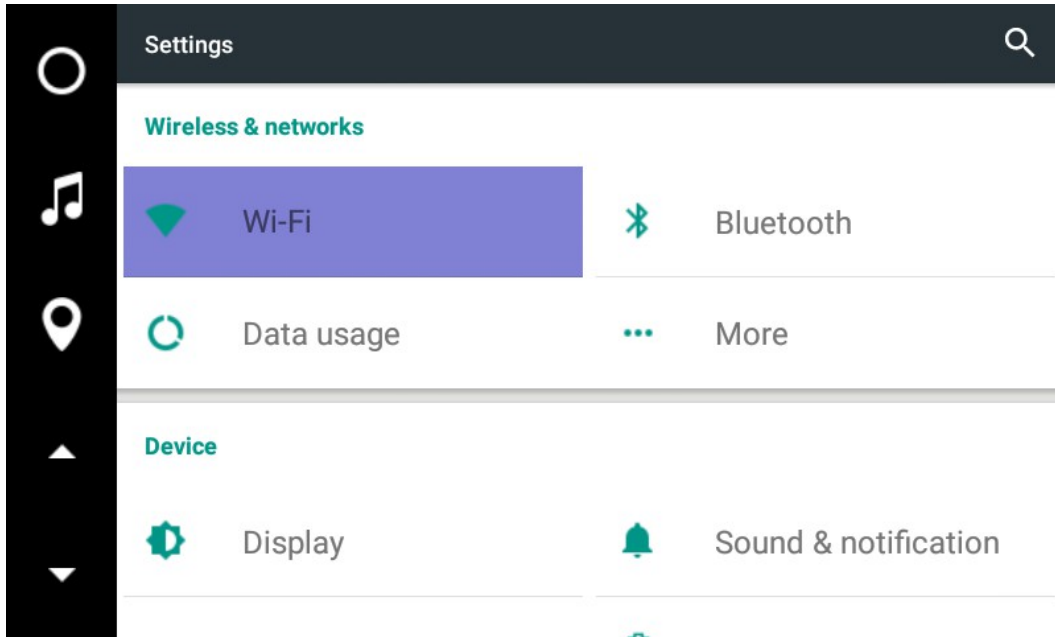 Settings
Wireless & networks
Wi-Fi
Bluetooth
Data usage
More
Device
Display
Sound & notification